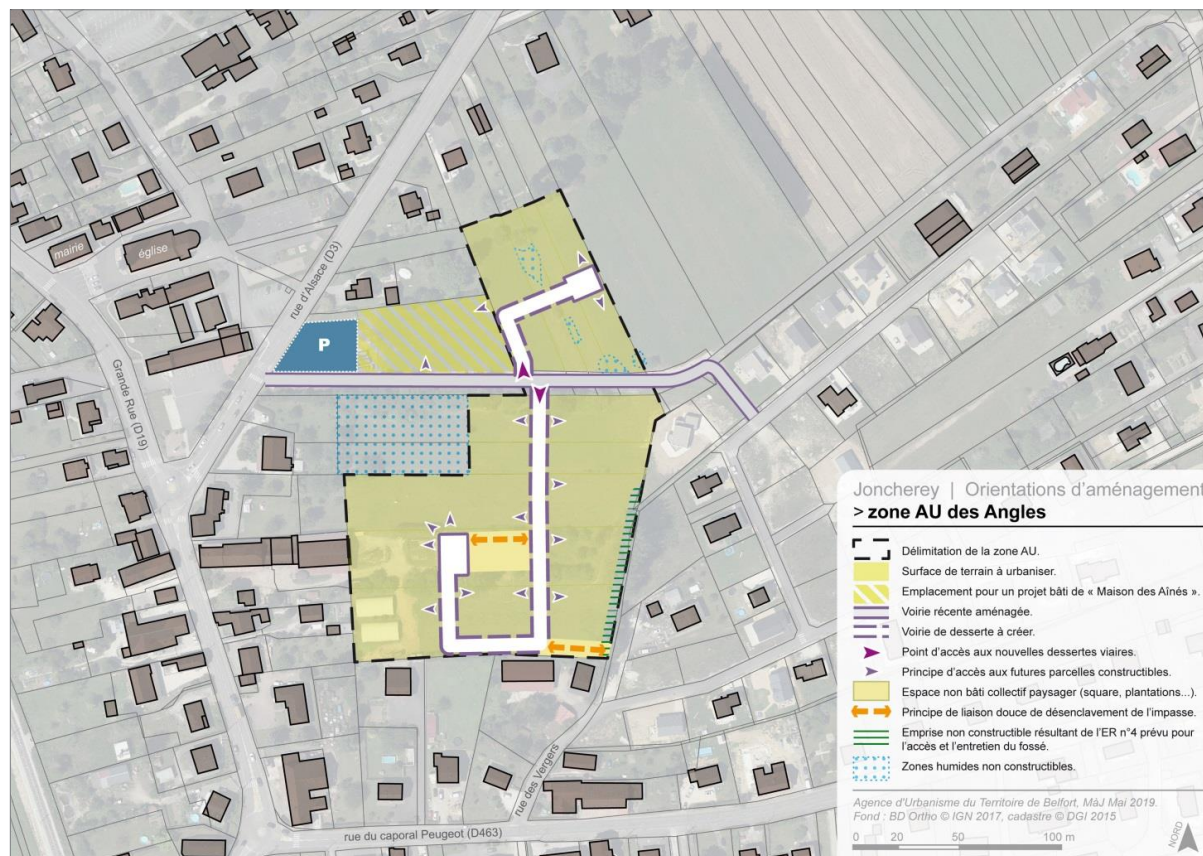 mairie
église
rue d'Alsace (D3)
P
Grande Rue (D19)
rue des Vergers
rue du caporal Peugeot (D463)
Joncherey | Orientations d'aménagement
> zone AU des Angles
Délimitation de la zone AU.
Surface de terrain à urbaniser.
Emplacement pour un projet bâti de « Maison des Aînés ».
Voirie récente aménagée.
Voirie de desserte à créer.
Point d'accès aux nouvelles dessertes viaires.
Principe d'accès aux futures parcelles constructibles.
Espace non bâti collectif paysager (square, plantations...).
Principe de liaison douce de désenclavement de l'impasse.
Emprise non constructible résultant de l'ER n°4 prévu pour
l'accès et l'entretien du fossé.
Zones humides non constructibles.
Agence d'Urbanisme du Territoire de Belfort, MàJ Mai 2019.
Fond : BD Ortho © IGN 2017, cadastre © DGI 2015
0 20 50 100 m
NORD